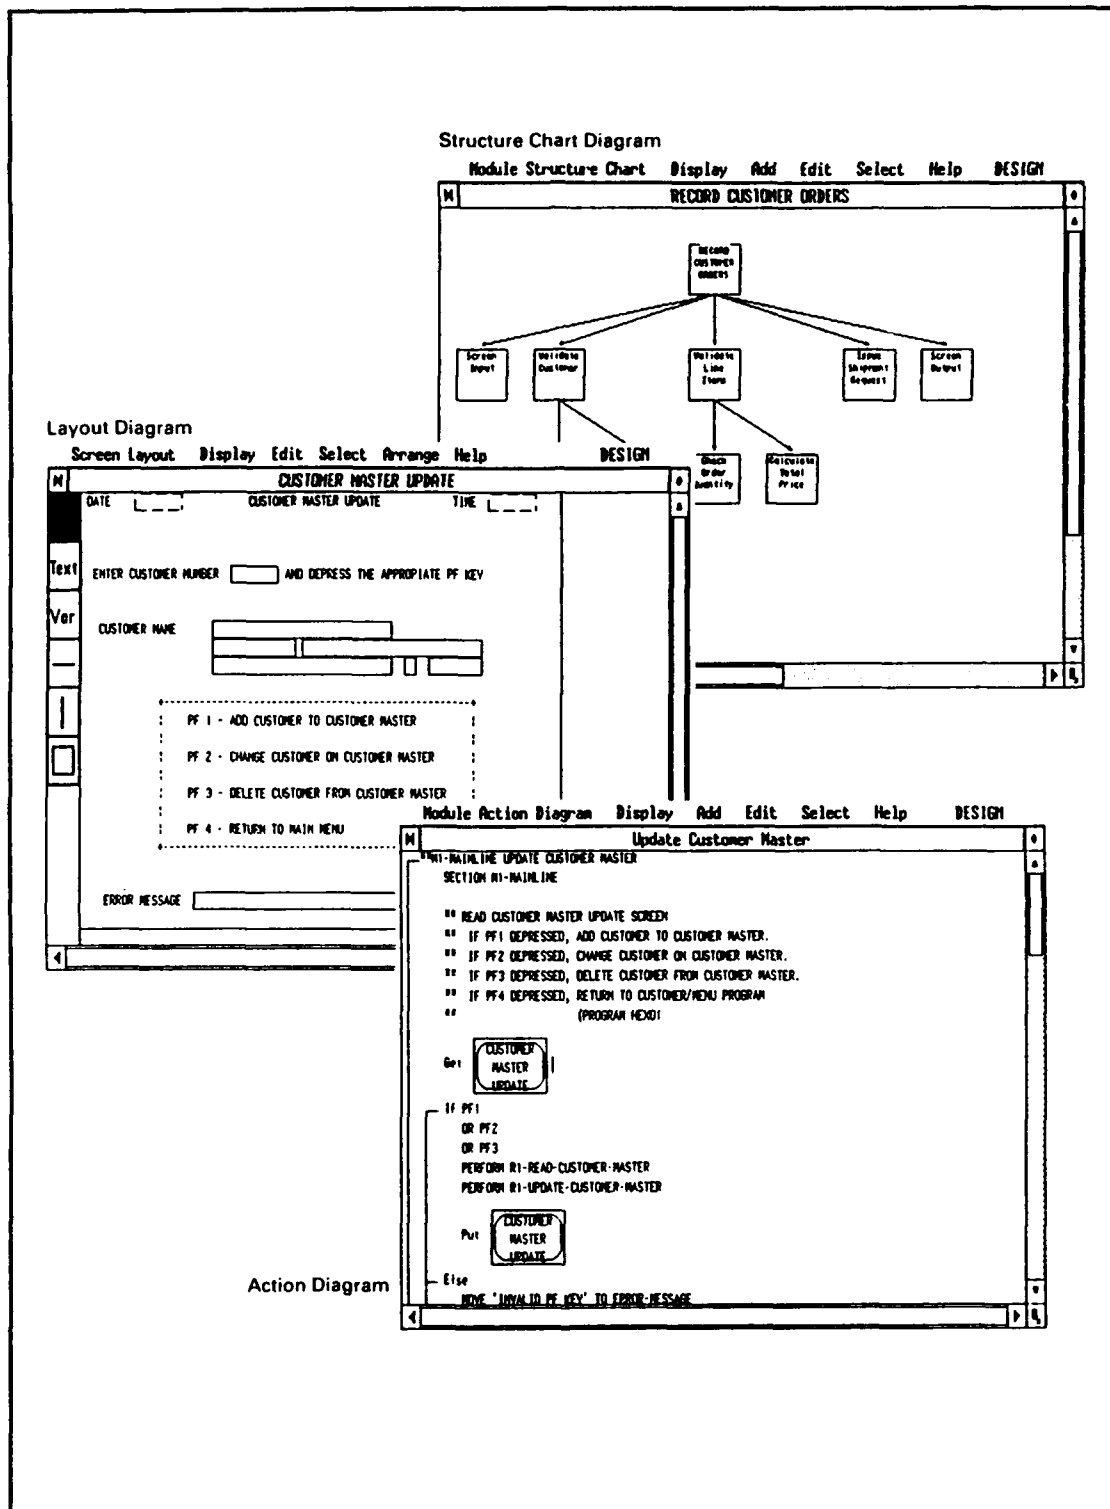 Structure Chart Diagram
Module Structure Chart Display Add Edit Select Help DESIGN
RECORD CUSTOMER ORDERS
RECORD
CUSTOMER
ORDERS
Screen
Input
Validate
Customer
Validate
Line
Items
Issue
Shipment
Request
Screen
Output
Check
Order
Quantity
Calculate
Total
Price
Layout Diagram
Screen Layout Display Edit Select Arrange Help DESIGN
CUSTOMER MASTER UPDATE
DATE CUSTOMER MASTER UPDATE TIME
Text
Var
ENTER CUSTOMER NUMBER AND DEPRESS THE APPROPIATE PF KEY
CUSTOMER NAME
PF 1 - ADD CUSTOMER TO CUSTOMER MASTER
PF 2 - CHANGE CUSTOMER ON CUSTOMER MASTER
PF 3 - DELETE CUSTOMER FROM CUSTOMER MASTER
PF 4 - RETURN TO MAIN MENU
ERROR MESSAGE
Module Action Diagram Display Add Edit Select Help DESIGN
Update Customer Master
**M1-MAINLINE UPDATE CUSTOMER MASTER
SECTION M1-MAINLINE
** READ CUSTOMER MASTER UPDATE SCREEN
** IF PF1 DEPRESSED, ADD CUSTOMER TO CUSTOMER MASTER.
** IF PF2 DEPRESSED, CHANGE CUSTOMER ON CUSTOMER MASTER.
** IF PF3 DEPRESSED, DELETE CUSTOMER FROM CUSTOMER MASTER.
** IF PF4 DEPRESSED, RETURN TO CUSTOMER/MENU PROGRAM
** (PROGRAM
Get CUSTOMER
MASTER
UPDATE
IF PF1
OR PF2
OR PF3
PERFORM R1-READ-CUSTOMER-MASTER
PERFORM R1-UPDATE-CUSTOMER-MASTER
Put CUSTOMER
MASTER
UPDATE
Else
MOVE 'INVALID PF KEY' TO ERROR-MESSAGE
Action Diagram